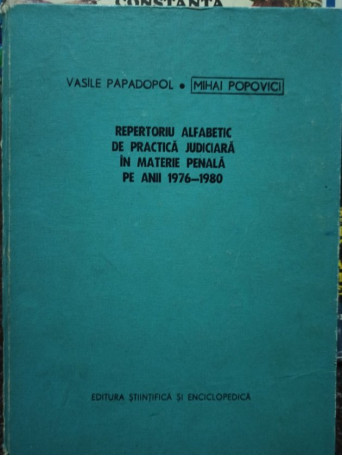 CONSTANTA
VASILE PAPADOPOL • MIHAI POPOVICI
REPERTORIU ALFABETIC
DE PRACTICĂ JUDICIARĂ
ÎN MATERIE PENALĂ
PE ANII 1976—1980
EDITURA ȘTIINȚIFICĂ ȘI ENCICLOPEDICĂ